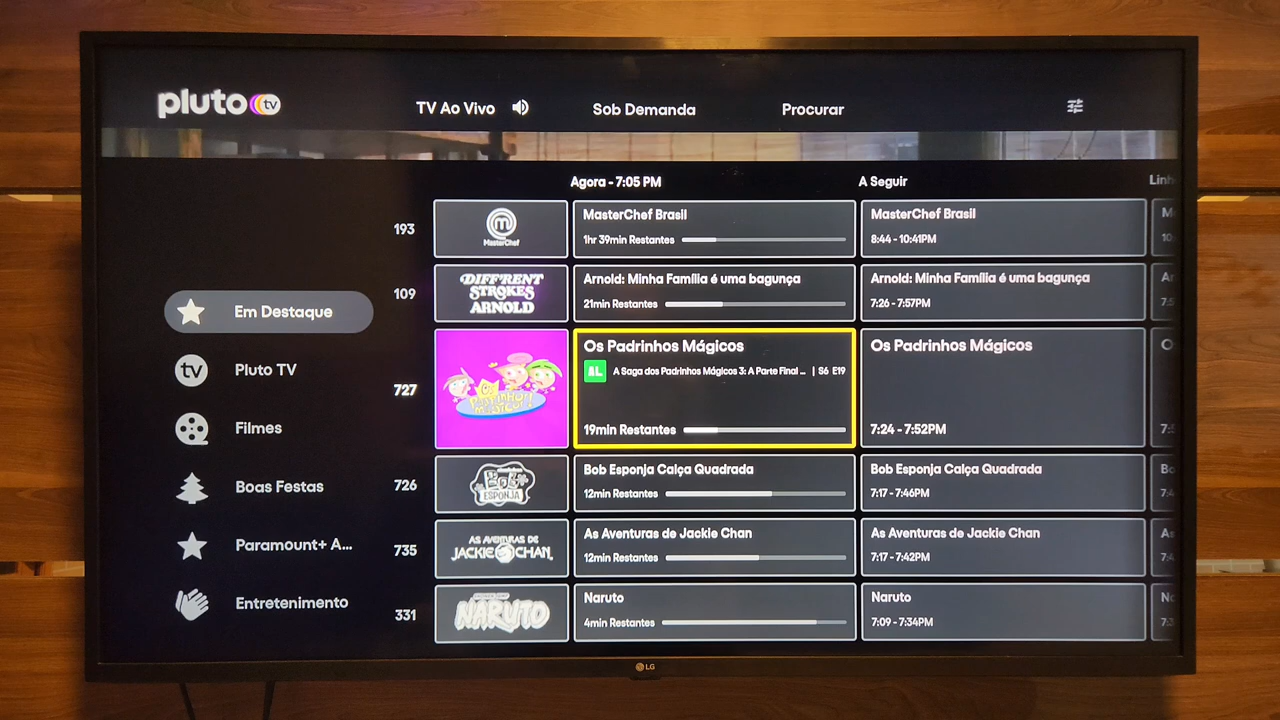 pluto tv
TV Ao Vivo
Sob Demanda
Procurar
Agora - 7:05 PM
A Seguir
193
MasterChef
MasterChef Brasil
1hr 39min Restantes
MasterChef Brasil
8:44 - 10:41PM
109
DIFF'RENT STROKES
ARNOLD
Arnold: Minha Família é uma bagunça
21min Restantes
Arnold: Minha Família é uma bagunça
7:26 - 7:57PM
Em Destaque
Pluto TV
Filmes
Boas Festas
Paramount+ A...
Entretenimento
727
PADRINHOS MÁGICOS!
Os Padrinhos Mágicos
AL
A Saga dos Padrinhos Mágicos 3: A Parte Final ... | S6 E19
19min Restantes
Os Padrinhos Mágicos
7:24 - 7:52PM
726
BOB ESPONJA
Bob Esponja Calça Quadrada
12min Restantes
Bob Esponja Calça Quadrada
7:17 - 7:46PM
735
AS AVENTURAS DE
JACKIE CHAN
As Aventuras de Jackie Chan
12min Restantes
As Aventuras de Jackie Chan
7:17 - 7:42PM
331
NARUTO
Naruto
4min Restantes
Naruto
7:09 - 7:34PM
LG